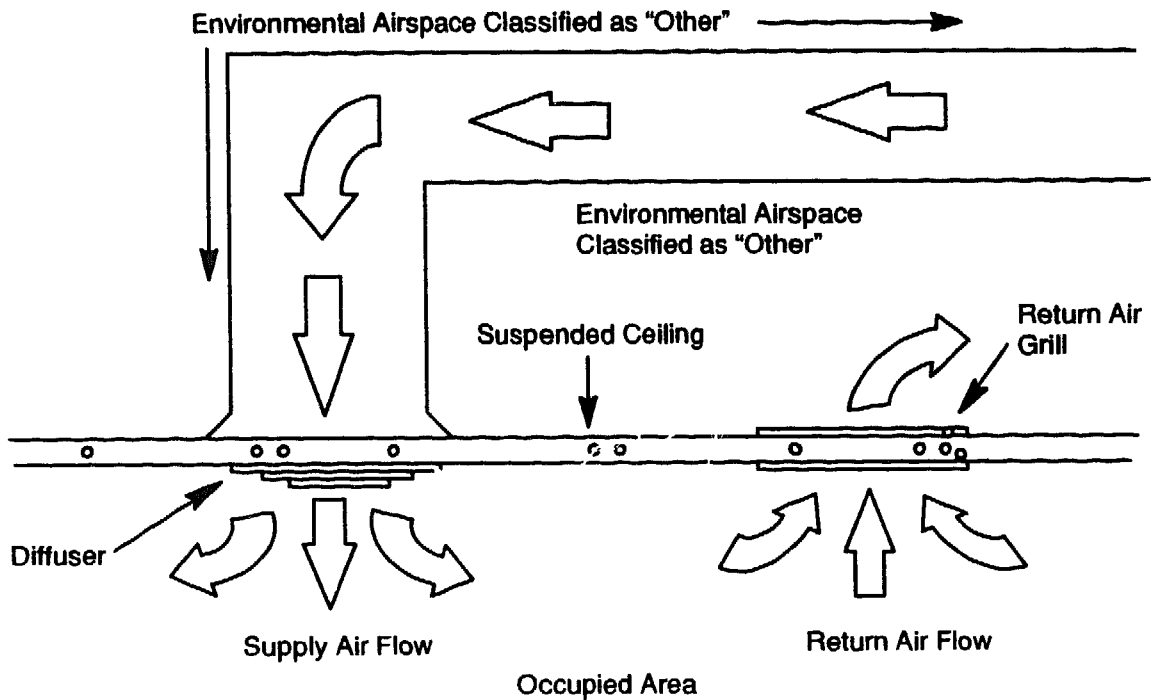 Environmental Airspace Classified as “Other”
Environmental Airspace
Classified as “Other”
Suspended Ceiling
Return Air
Grill
Diffuser
Supply Air Flow
Return Air Flow
Occupied Area